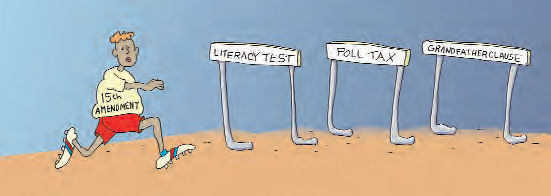 15th
AMENDMENT
LITERACY TEST
POLL TAX
GRANDFATHER CLAUSE